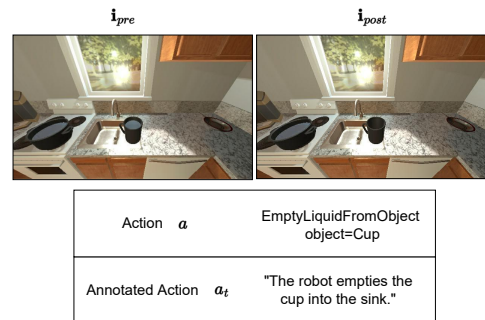 i_pre i_post
Action a EmptyLiquidFromObject
object=Cup
Annotated Action a_t "The robot empties the
cup into the sink."